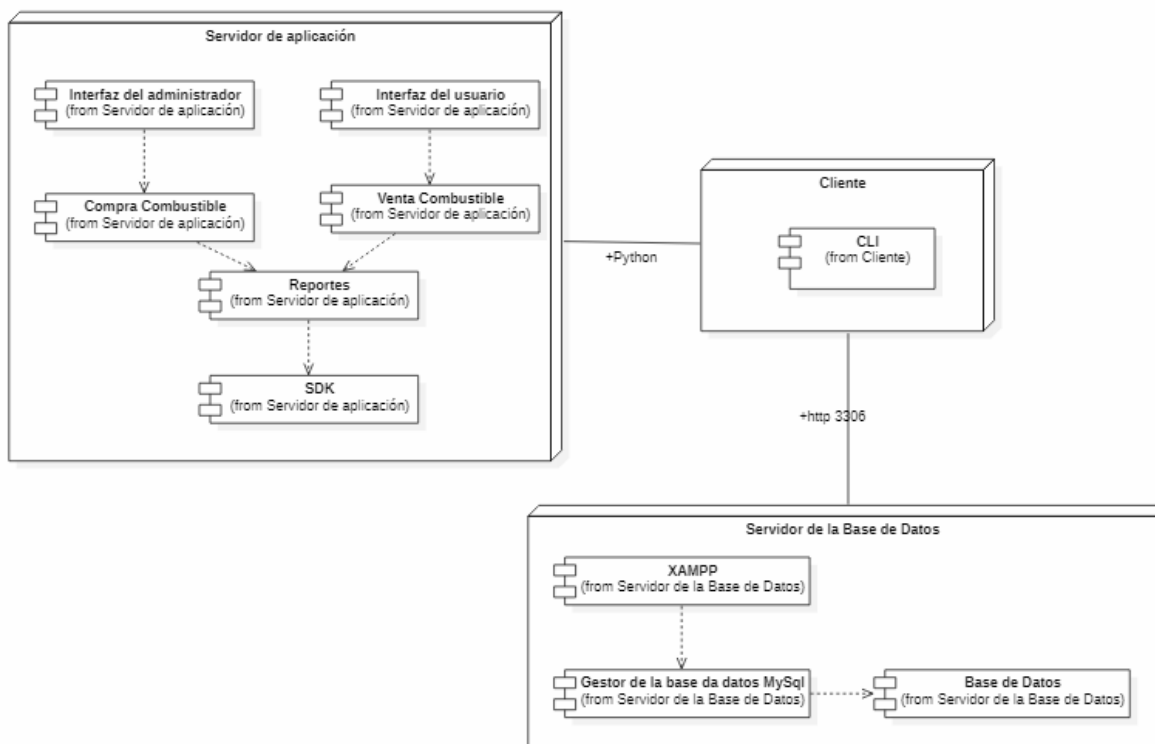 Servidor de aplicación
Interfaz del administrador
(from Servidor de aplicación)
Interfaz del usuario
(from Servidor de aplicación)
Compra Combustible
(from Servidor de aplicación)
Venta Combustible
(from Servidor de aplicación)
Reportes
(from Servidor de aplicación)
SDK
(from Servidor de aplicación)
+Python
Cliente
CLI
(from Cliente)
+http 3306
Servidor de la Base de Datos
XAMPP
(from Servidor de la Base de Datos)
Gestor de la base da datos MySql
(from Servidor de la Base de Datos)
Base de Datos
(from Servidor de la Base de Datos)